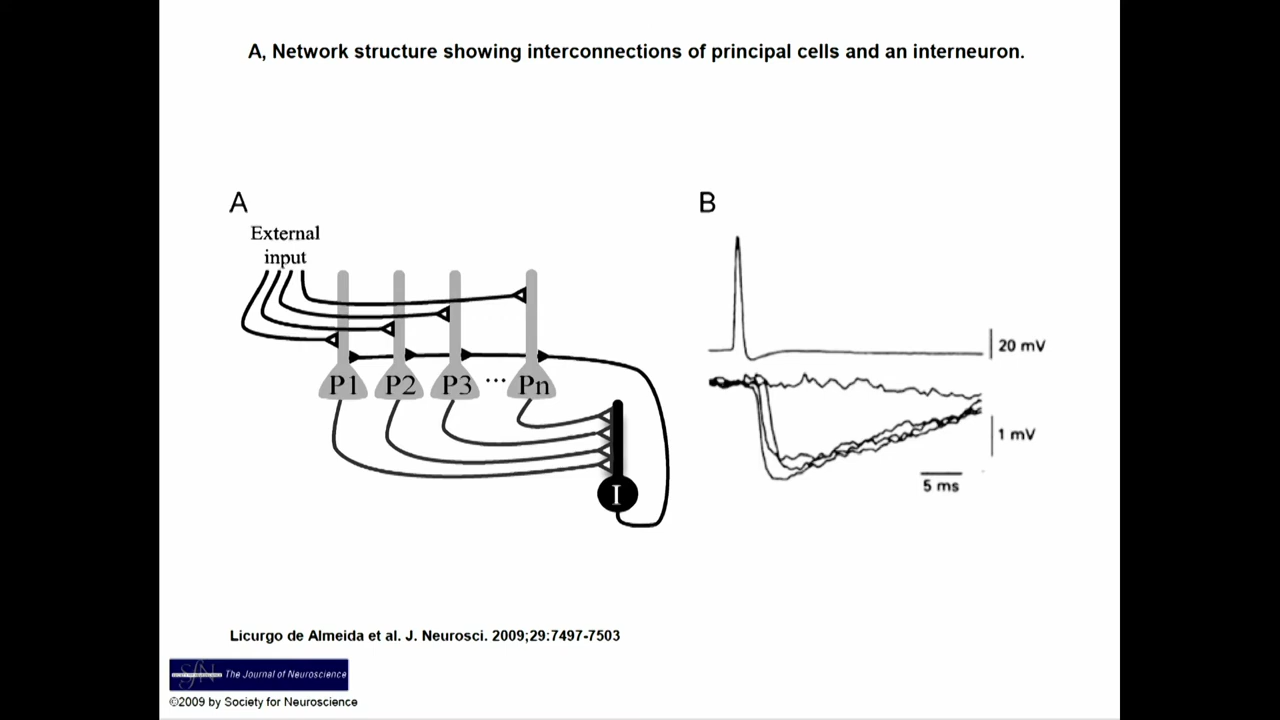 A, Network structure showing interconnections of principal cells and an interneuron.
A
B
External
input
20 mV
P1 P2 P3 ... Pn
1 mV
5 ms
I
Licurgo de Almeida et al. J. Neurosci. 2009;29:7497-7503
SfN
The Journal of Neuroscience
©2009 by Society for Neuroscience